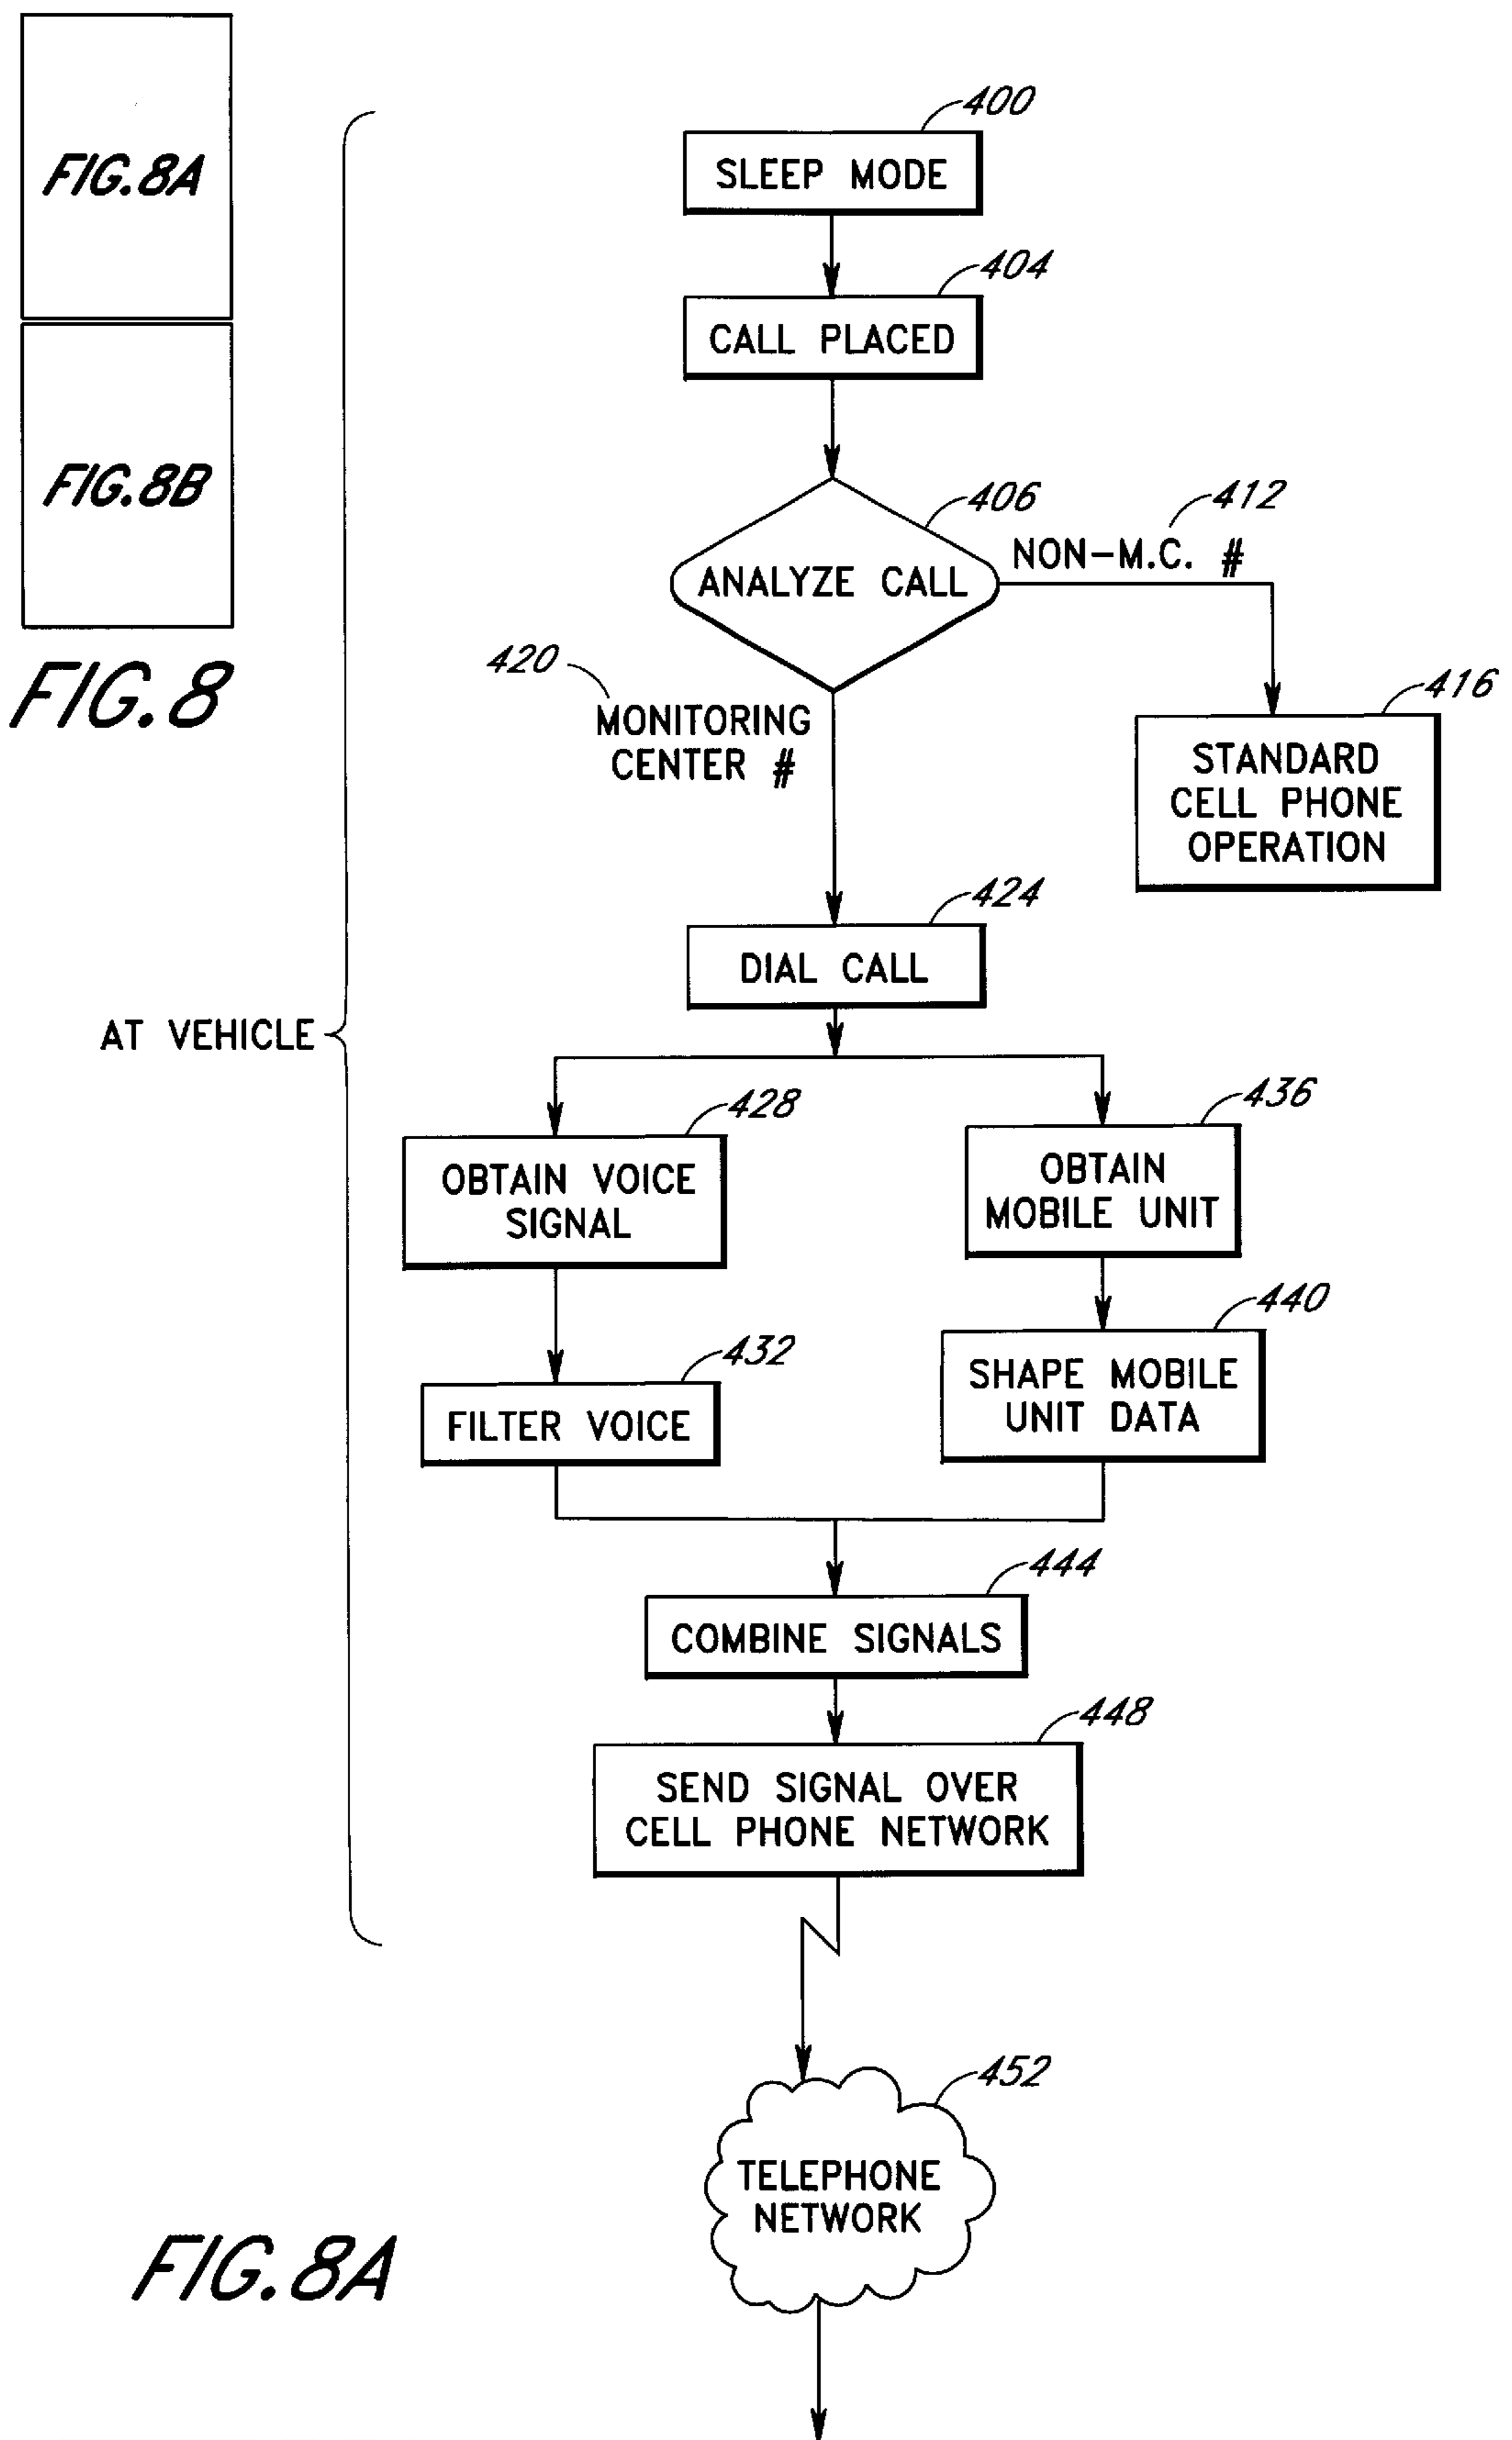 FIG.8A
FIG.8B
FIG.8
400
SLEEP MODE
404
CALL PLACED
406
ANALYZE CALL
412
NON-M.C. #
416
STANDARD
CELL PHONE
OPERATION
420
MONITORING
CENTER #
424
DIAL CALL
AT VEHICLE
428
OBTAIN VOICE
SIGNAL
436
OBTAIN
MOBILE UNIT
432
FILTER VOICE
440
SHAPE MOBILE
UNIT DATA
444
COMBINE SIGNALS
448
SEND SIGNAL OVER
CELL PHONE NETWORK
452
TELEPHONE
NETWORK
FIG.8A